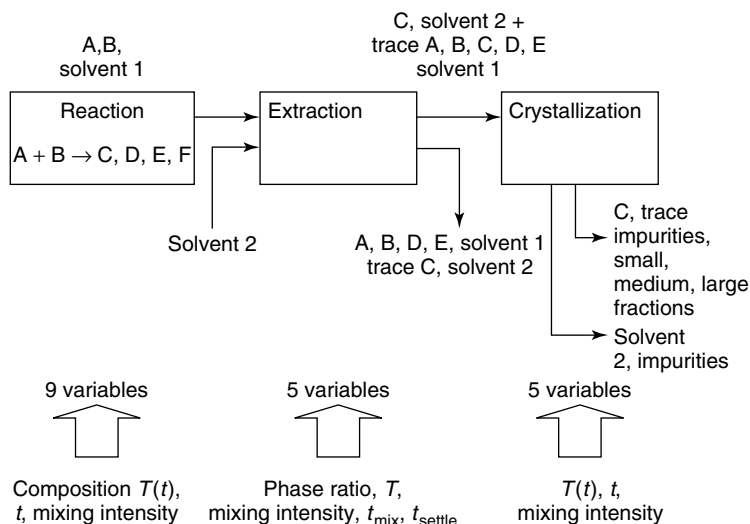 A,B,
solvent 1
C, solvent 2 +
trace A, B, C, D, E
solvent 1
Reaction
A + B → C, D, E, F
Extraction
Crystallization
Solvent 2
A, B, D, E, solvent 1
trace C, solvent 2
C, trace
impurities,
small,
medium, large
fractions
Solvent
2, impurities
9 variables
5 variables
5 variables
Composition T(t),
t, mixing intensity
Phase ratio, T,
mixing intensity, t_mix, t_settle
T(t), t,
mixing intensity